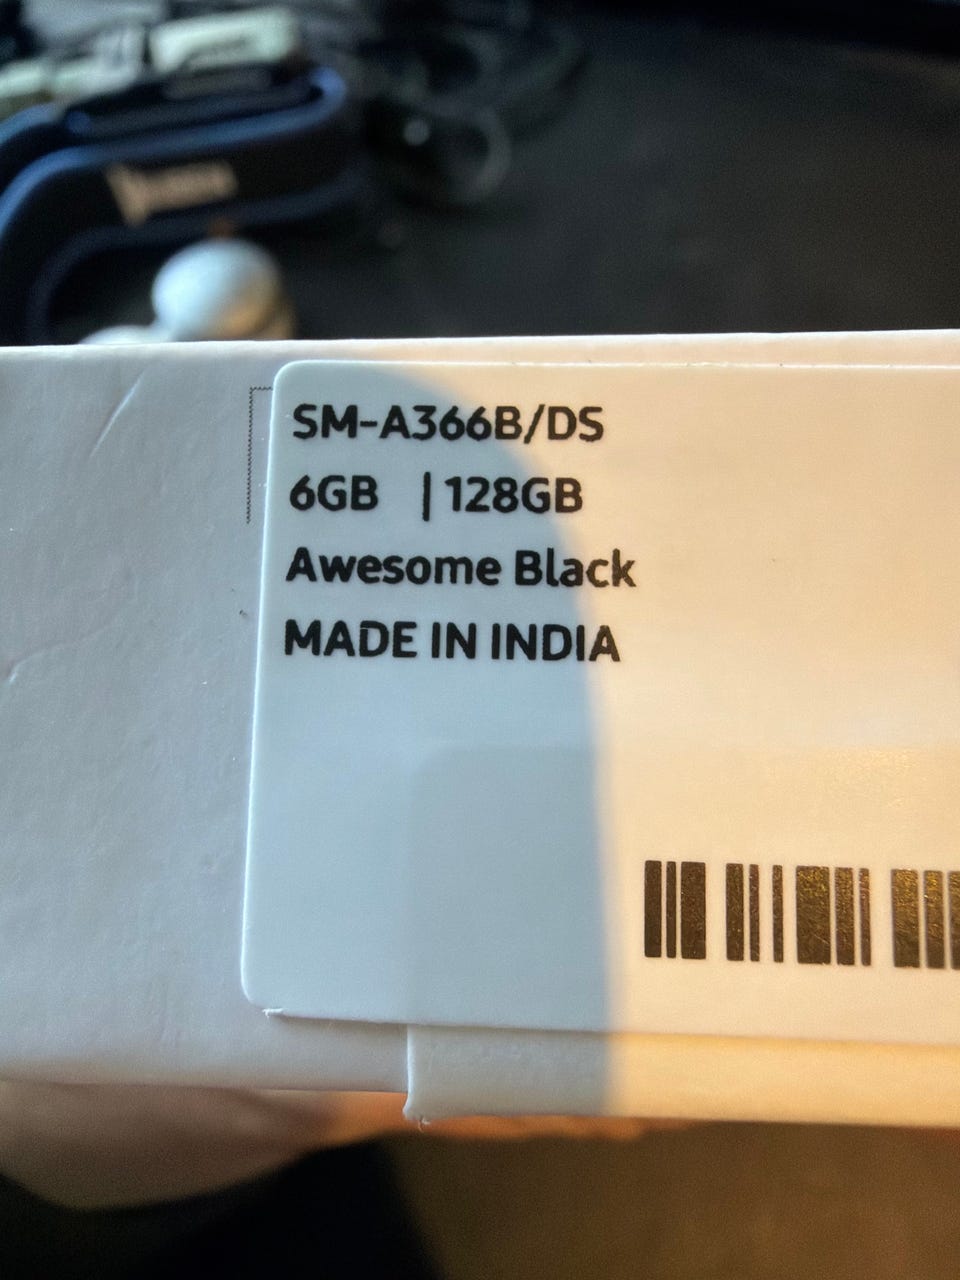 SM-A366B/DS
6GB | 128GB
Awesome Black
MADE IN INDIA